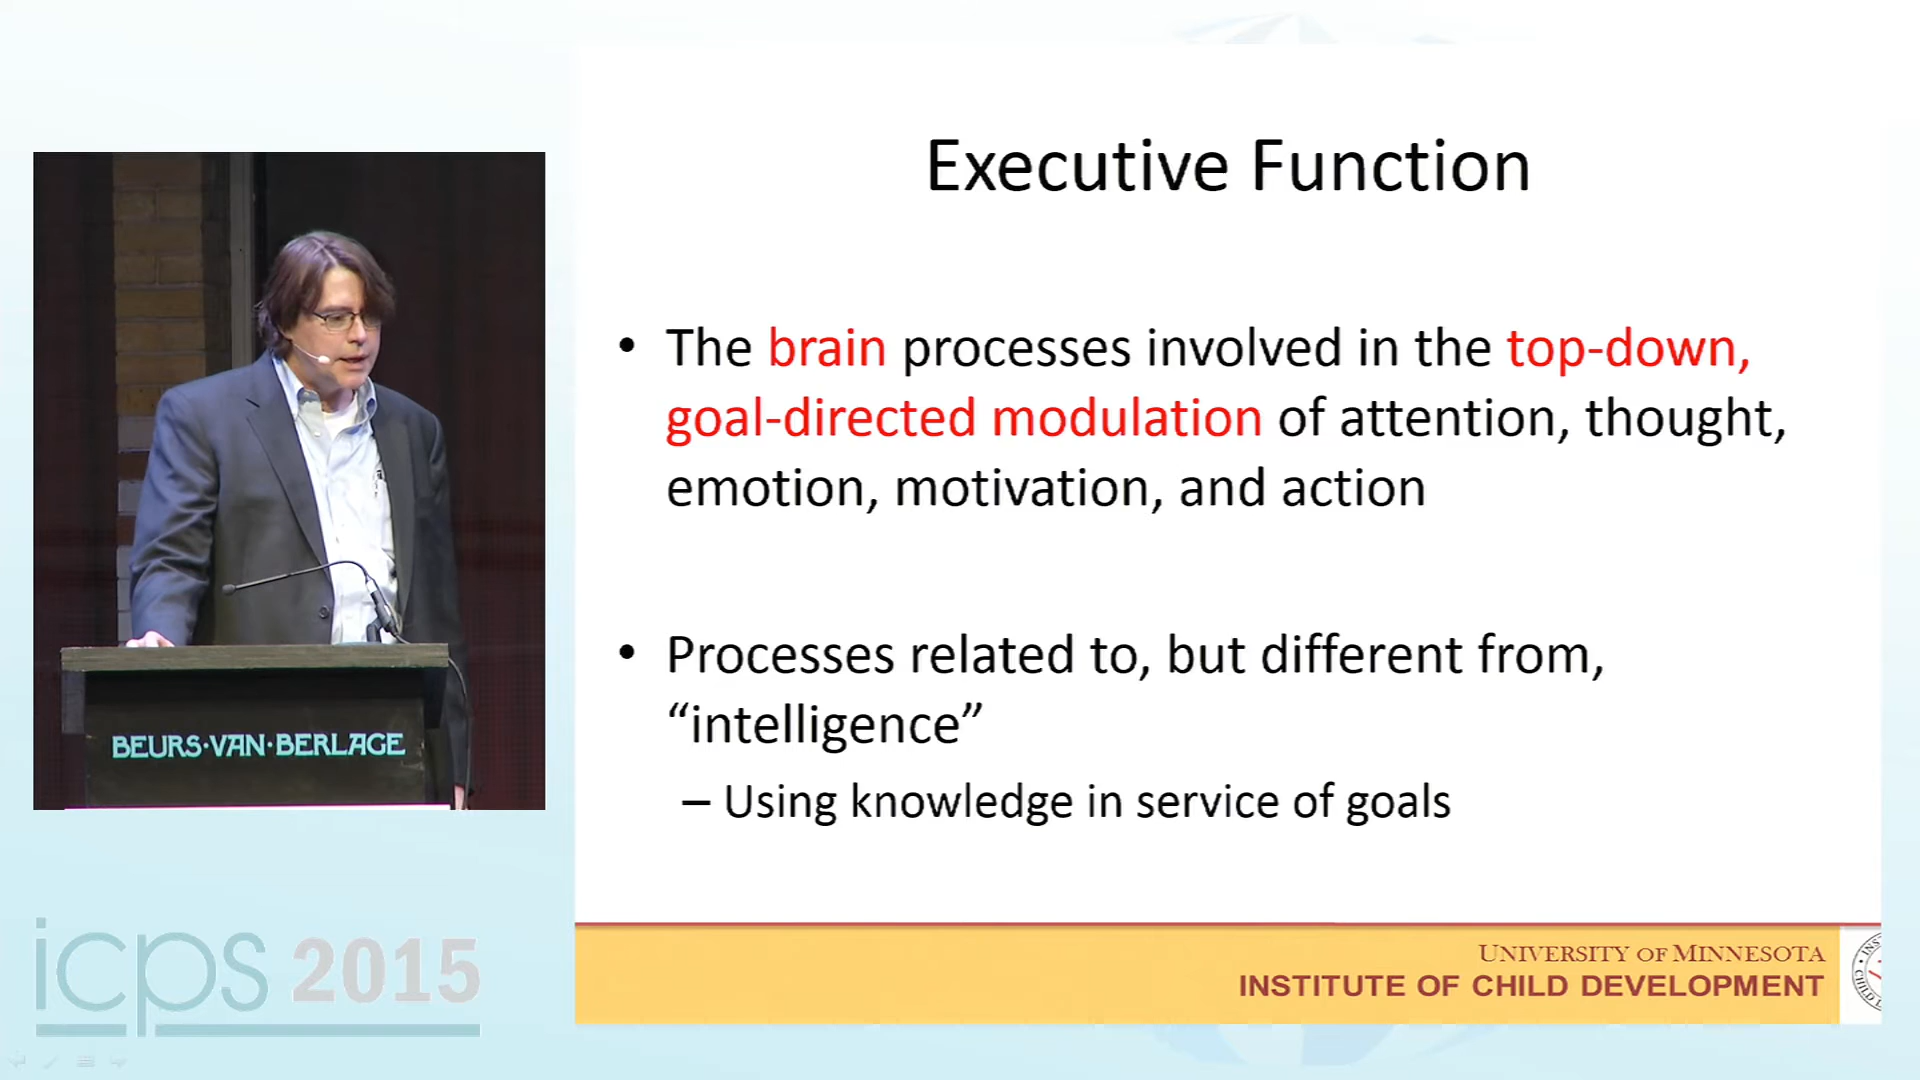 Executive Function
• The brain processes involved in the top-down,
goal-directed modulation of attention, thought,
emotion, motivation, and action
• Processes related to, but different from,
“intelligence”
– Using knowledge in service of goals
BEURS·VAN·BERLAGE
icps 2015
UNIVERSITY OF MINNESOTA
INSTITUTE OF CHILD DEVELOPMENT